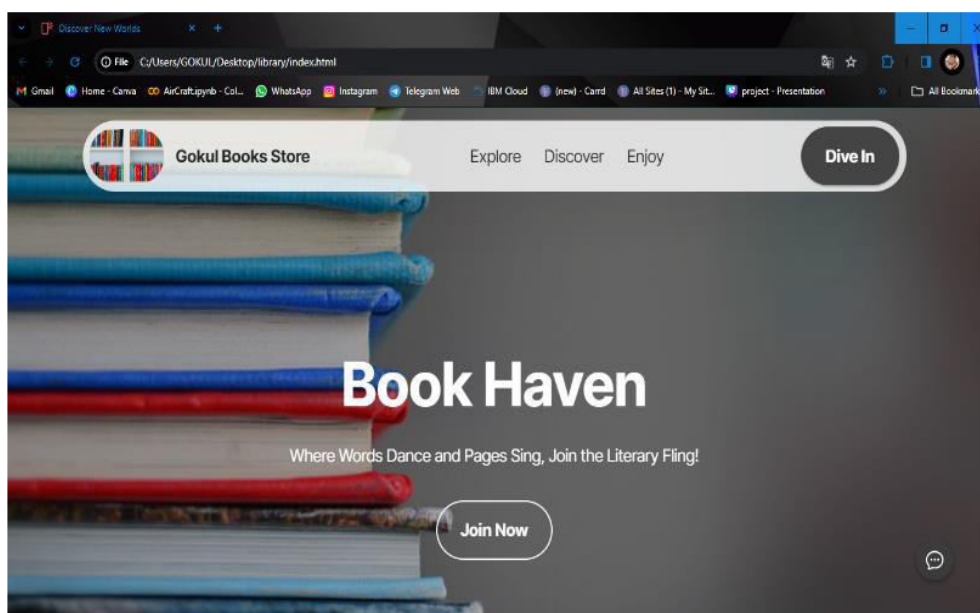 Discover New Worlds
File C:/Users/GOKUL/Desktop/library/index.html
Gmail Home - Canva AirCraft.ipynb - Col... WhatsApp Instagram Telegram Web IBM Cloud (new) - Carrd All Sites (1) - My Sit... project - Presentation » All Bookmark
Gokul Books Store Explore Discover Enjoy Dive In
Book Haven
Where Words Dance and Pages Sing, Join the Literary Fling!
Join Now